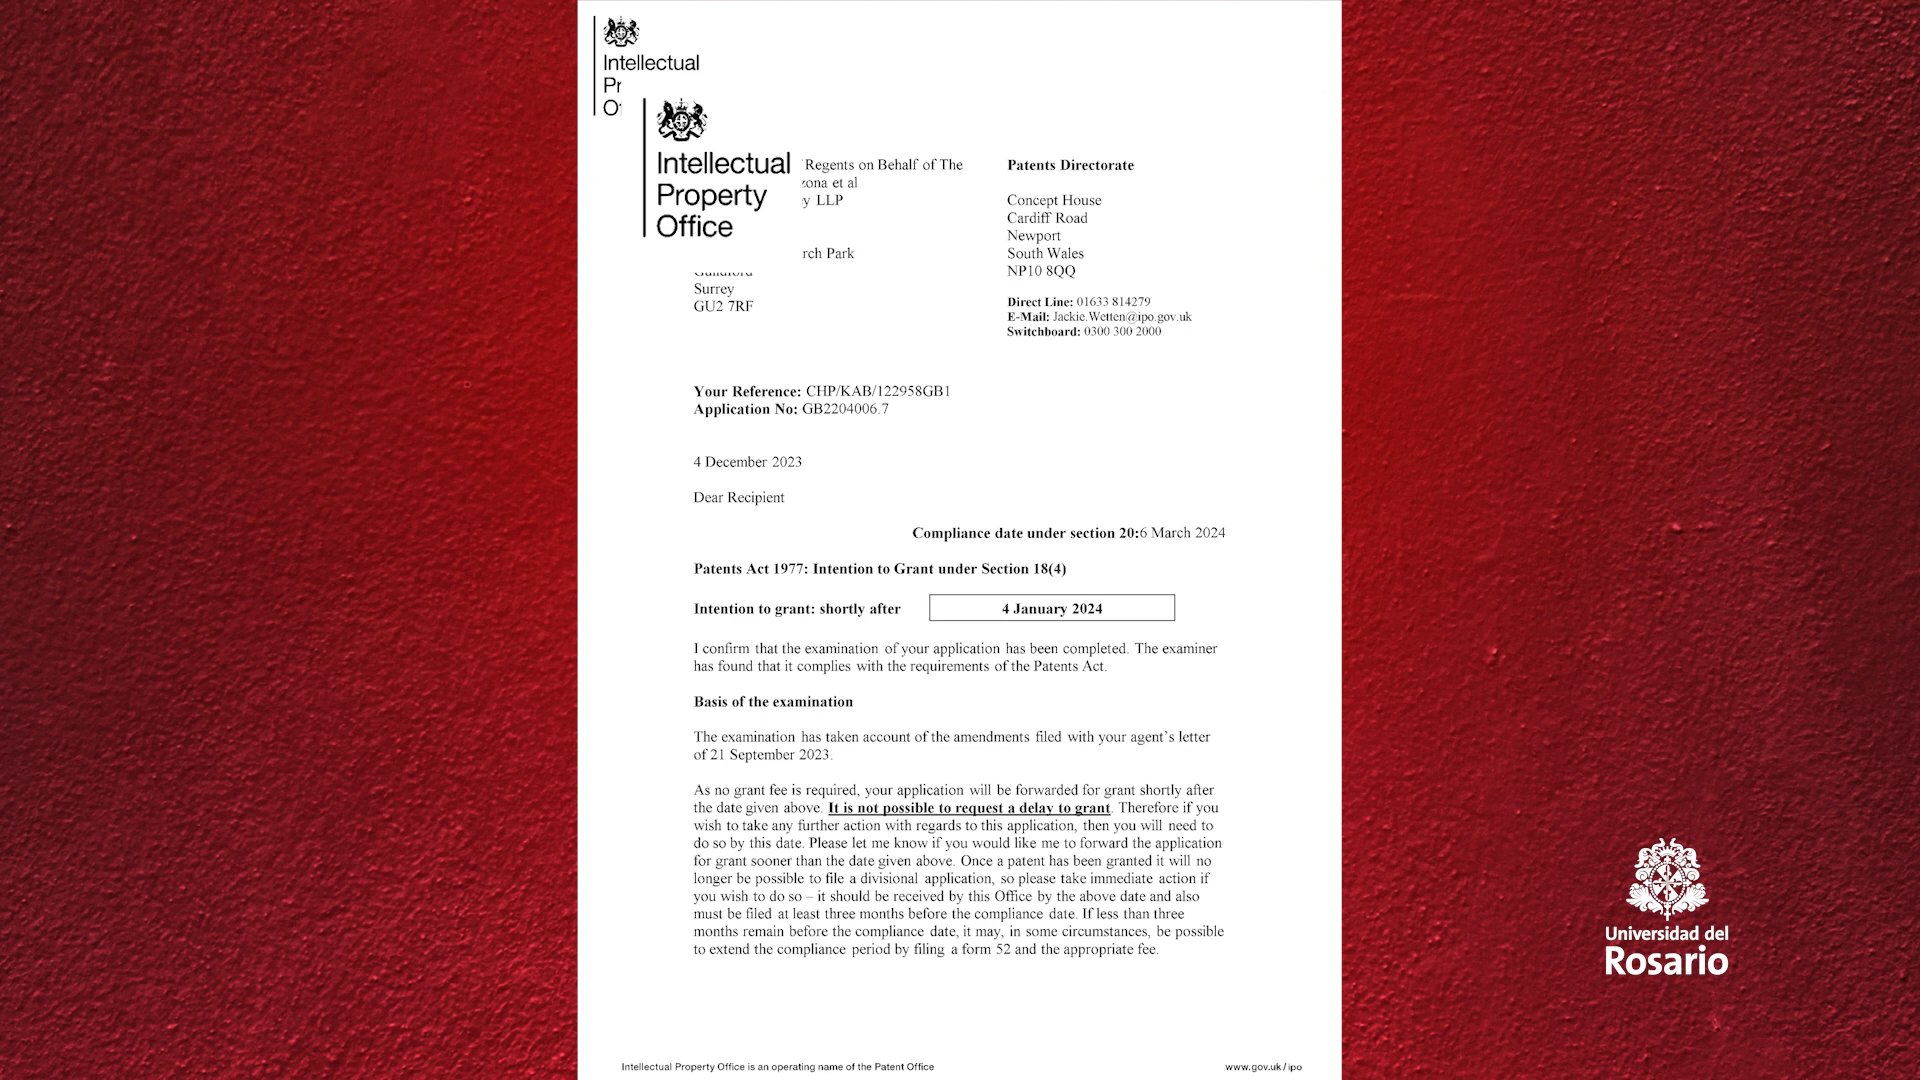 Intellectual
Intellectual
Property
Office
Regents on Behalf of The
et al
LLP
Park
Surrey
GU2 7RF
Patents Directorate
Concept House
Cardiff Road
Newport
South Wales
NP10 8QQ
Direct Line: 01633 814279
E-Mail: Jackie.Wetten@ipo.gov.uk
Switchboard: 0300 300 2000
Your Reference: CHP/KAB/122958GB1
Application No: GB2204006.7
4 December 2023
Dear Recipient
Compliance date under section 20:6 March 2024
Patents Act 1977: Intention to Grant under Section 18(4)
Intention to grant: shortly after 4 January 2024
I confirm that the examination of your application has been completed. The examiner
has found that it complies with the requirements of the Patents Act.
Basis of the examination
The examination has taken account of the amendments filed with your agent's letter
of 21 September 2023.
As no grant fee is required, your application will be forwarded for grant shortly after
the date given above. It is not possible to request a delay to grant. Therefore if you
wish to take any further action with regards to this application, then you will need to
do so by this date. Please let me know if you would like me to forward the application
for grant sooner than the date given above. Once a patent has been granted it will no
longer be possible to file a divisional application, so please take immediate action if
you wish to do so – it should be received by this Office by the above date and also
must be filed at least three months before the compliance date. If less than three
months remain before the compliance date, it may, in some circumstances, be possible
to extend the compliance period by filing a form 52 and the appropriate fee.
Intellectual Property Office is an operating name of the Patent Office
www.gov.uk/ipo
Universidad del
Rosario